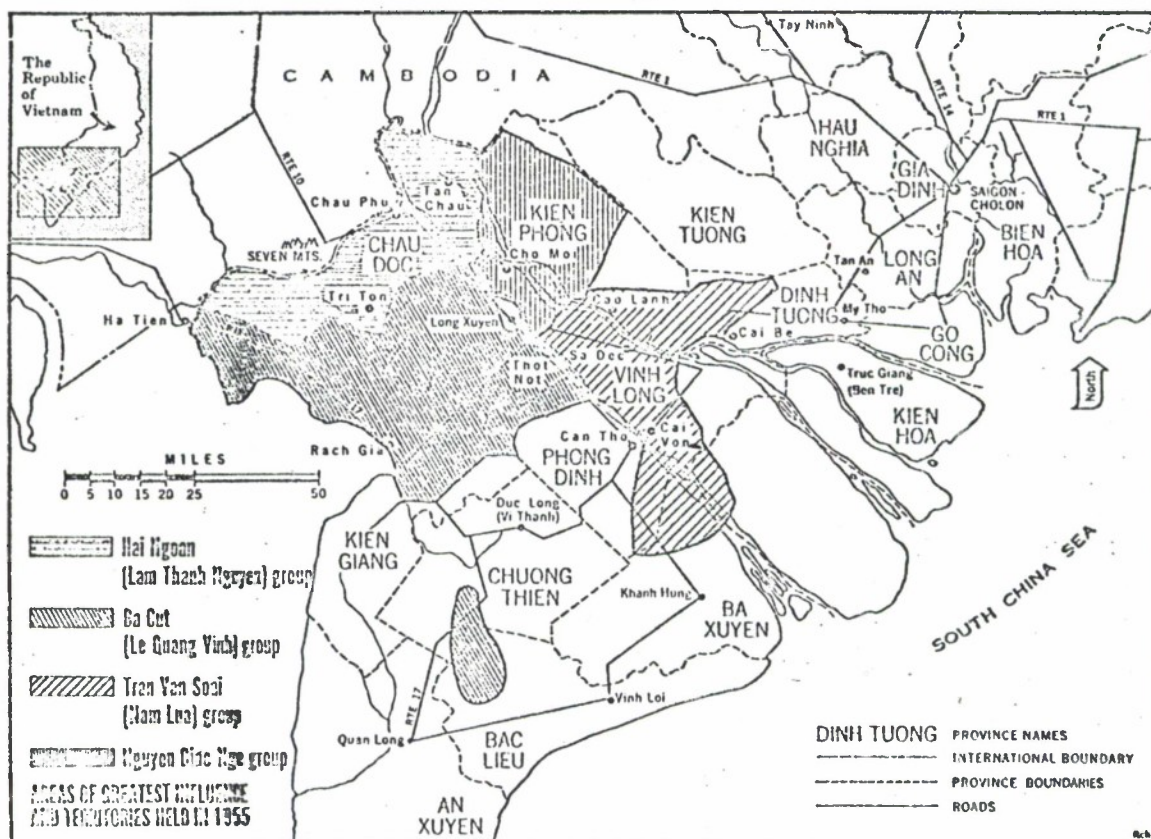 The
Republic
of
Vietnam
CAMBODIA
RTE 1
Tay Ninh
RTE 14
RTE 1
RTE 10
HAU
NGHIA
GIA
DINH
SAIGON
CHOLON
BIEN
HOA
Chau Phu
Tan
Chau
KIEN
PHONG
KIEN
TUONG
SEVEN MTS.
CHAU
DOC
Cho Moi
Tan An
LONG
AN
Ha Tien
Tri Ton
Long Xuyen
Cao Lanh
DINH
TUONG
My Tho
Cai Be
GO
CONG
Sa Dec
Thot
Not
VINH
LONG
Truc Giang
(Ben Tre)
KIEN
HOA
North
17
Rach Gia
Can Tho
Cai
Von
PHONG
DINH
MILES
0 5 10 15 20 25 50
Duc Long
(Vi Thanh)
KIEN
GIANG
CHUONG
THIEN
Khanh Hung
BA
XUYEN
SOUTH CHINA SEA
RTE 17
Vinh Loi
Quan Long
BAC
LIEU
AN
XUYEN
Hai Ngoan
(Lam Thanh Nguyen) group
Ba Cut
(Le Quang Vinh) group
Tran Van Soai
(Nam Lua) group
Nguyen Giac Nge group
AREAS OF GREATEST INFLUENCE
AND TERRITORIES HELD IN 1955
DINH TUONG PROVINCE NAMES
INTERNATIONAL BOUNDARY
PROVINCE BOUNDARIES
ROADS